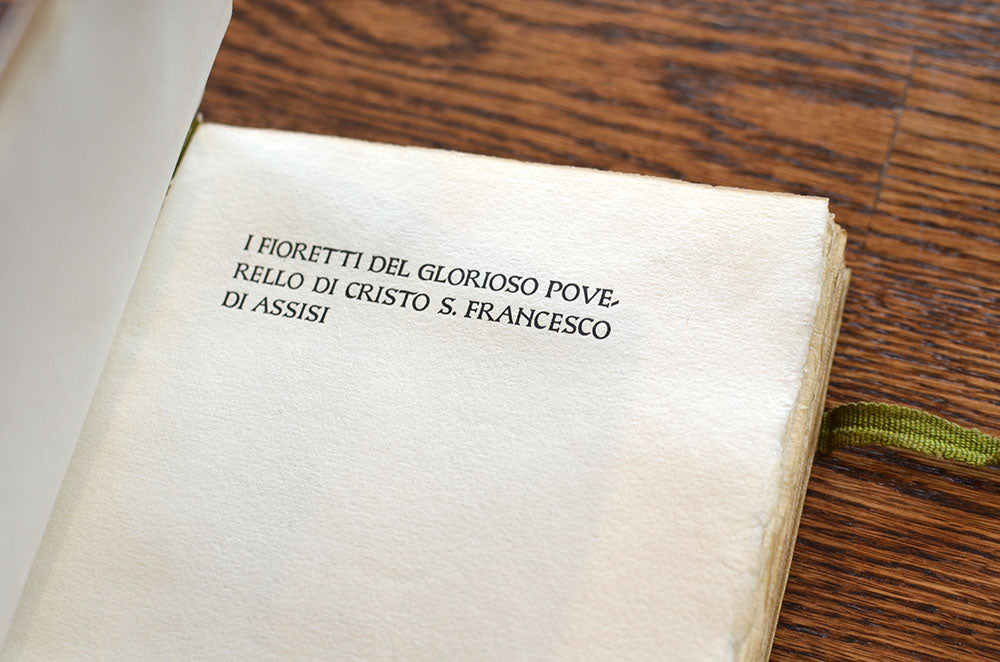 I FIORETTI DEL GLORIOSO POVE-
RELLO DI CRISTO S. FRANCESCO
DI ASSISI